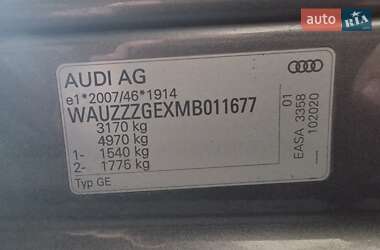 auto RIA
AUDI AG
e1*2007/46*1914
WAUZZZGEXMB011677
3170 kg
4970 kg
1- 1540 kg
2- 1775 kg
Typ GE
01
EASA 3358
102020